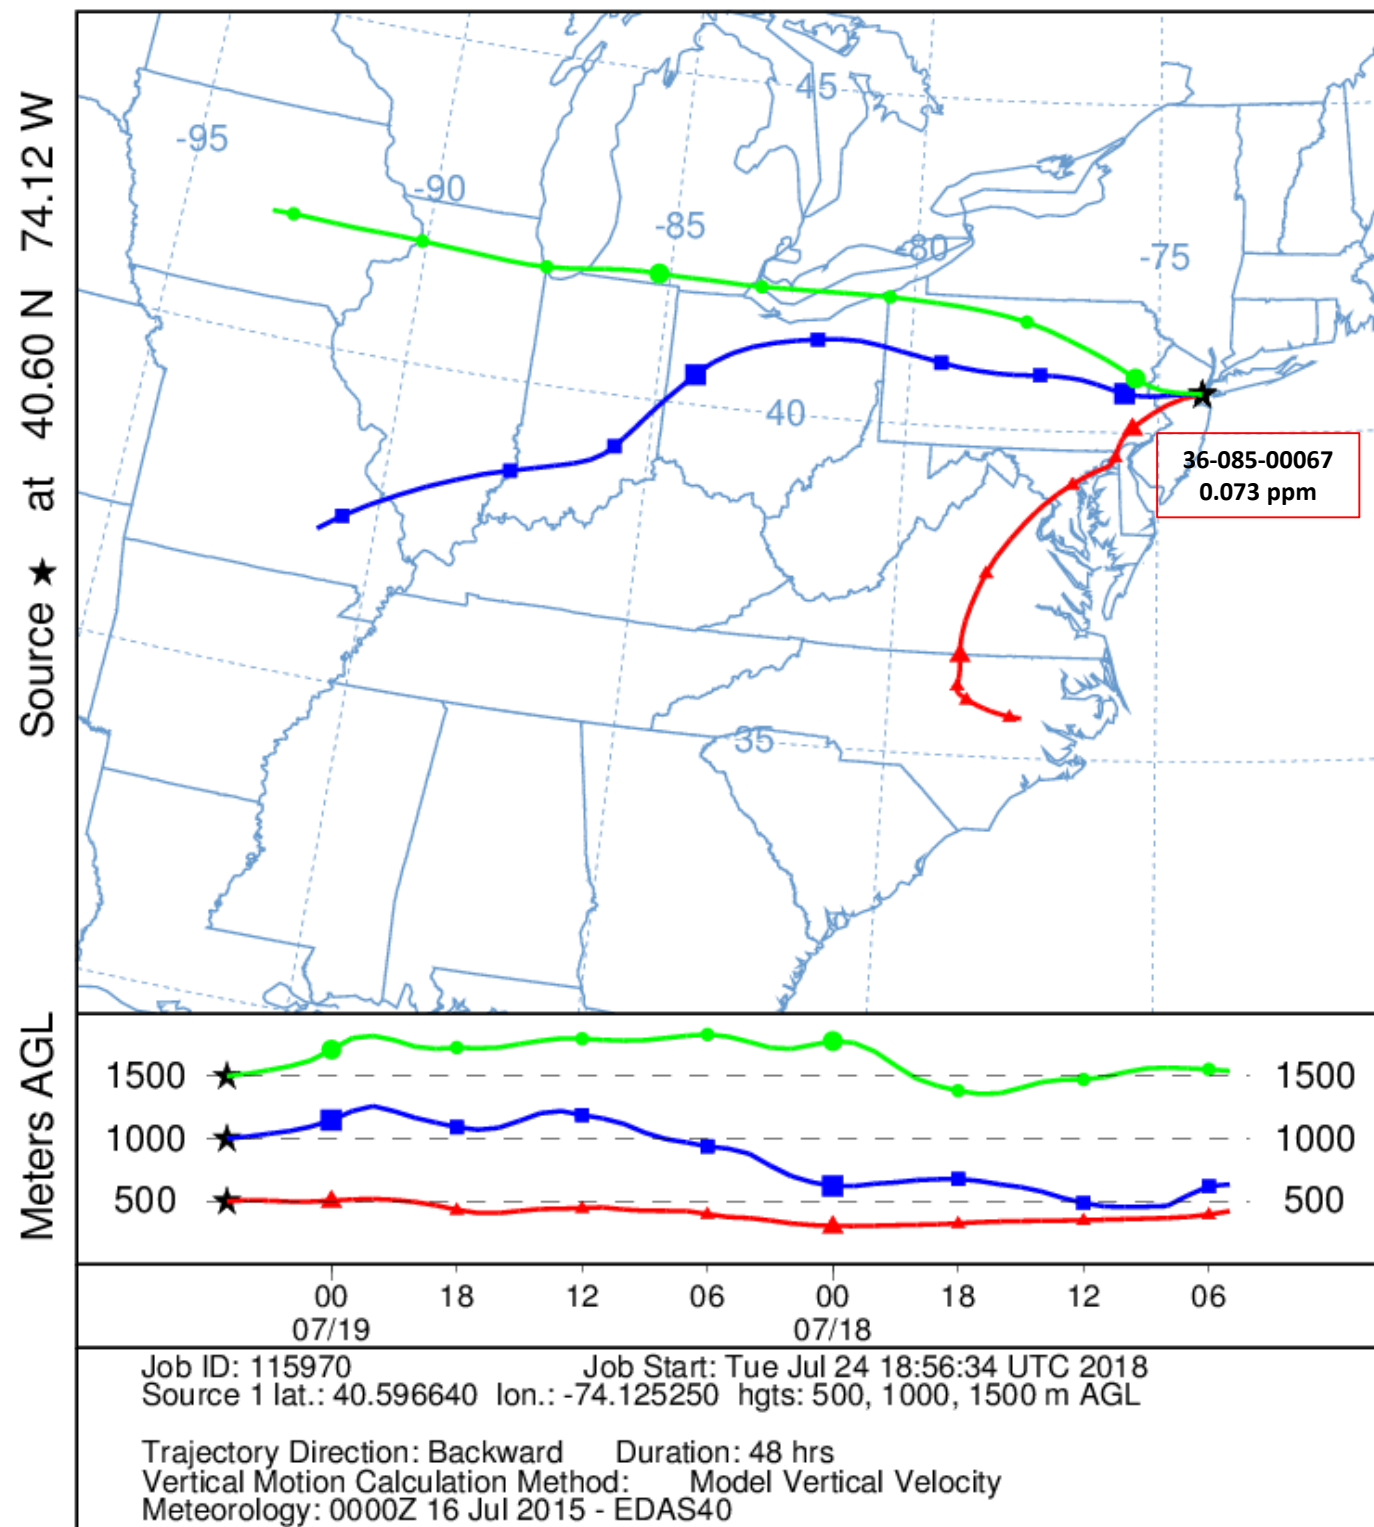 Source ★ at 40.60 N 74.12 W
45
-95
-90
-85
-80
-75
40
36-085-00067
0.073 ppm
35
Meters AGL
1500 1500
1000 1000
500 500
00 18 12 06 00 18 12 06
07/19 07/18
Job ID: 115970 Job Start: Tue Jul 24 18:56:34 UTC 2018
Source 1 lat.: 40.596640 lon.: -74.125250 hgts: 500, 1000, 1500 m AGL
Trajectory Direction: Backward Duration: 48 hrs
Vertical Motion Calculation Method: Model Vertical Velocity
Meteorology: 0000Z 16 Jul 2015 - EDAS40